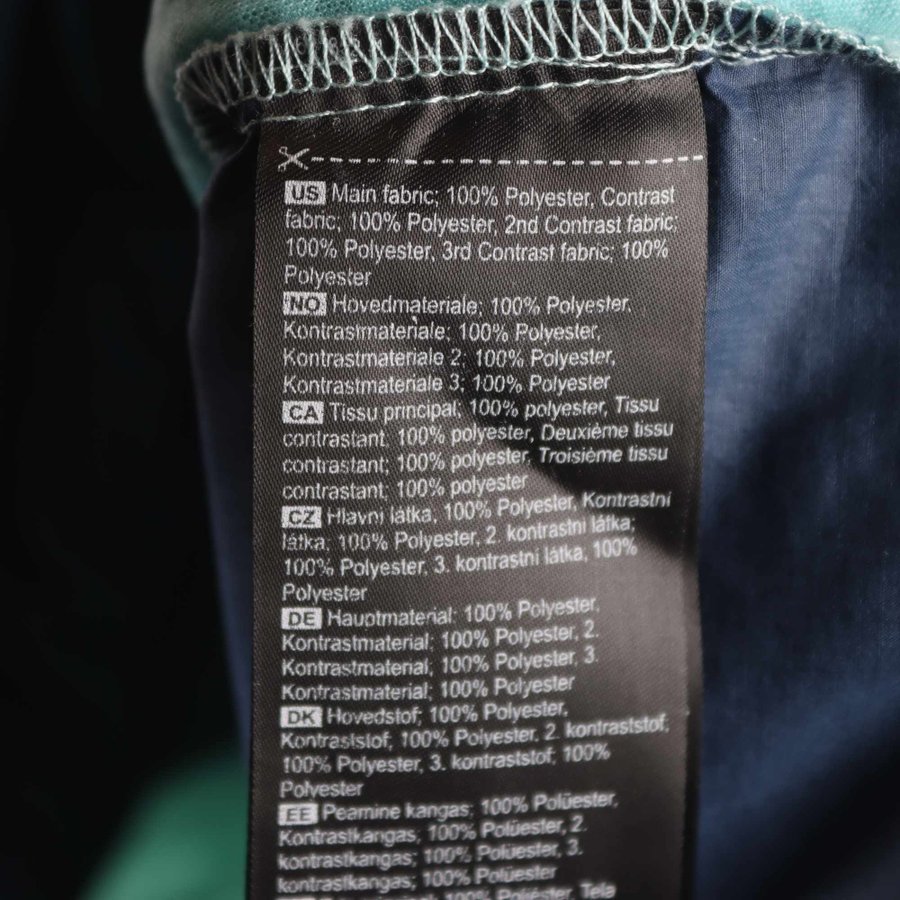 US Main fabric; 100% Polyester, Contrast
fabric; 100% Polyester, 2nd Contrast fabric;
100% Polyester, 3rd Contrast fabric; 100%
Polyester
NO Hovedmateriale; 100% Polyester,
Kontrastmateriale; 100% Polyester,
Kontrastmateriale 2; 100% Polyester,
Kontrastmateriale 3; 100% Polyester
CA Tissu principal; 100% polyester, Tissu
contrastant; 100% polyester, Deuxième tissu
contrastant; 100% polyester, Troisième tissu
contrastant; 100% polyester
CZ Hlavní látka, 100% Polyester, Kontrastní
látka; 100% Polyester, 2. kontrastní látka;
100% Polyester, 3. kontrastní látka, 100%
Polyester
DE Hauptmaterial; 100% Polyester,
Kontrastmaterial; 100% Polyester, 2.
Kontrastmaterial; 100% Polyester, 3.
Kontrastmaterial; 100% Polyester
DK Hovedstof; 100% Polyester,
Kontraststof, 100% Polyester. 2. kontraststof;
100% Polyester, 3. kontraststof; 100%
Polyester
EE Peamine kangas; 100% Polüester,
Kontrastkangas; 100% Polüester, 2.
kontrastkangas; 100% Polüester, 3.
kontrastkangas; 100% Polüester
100% Poliéster, Tela